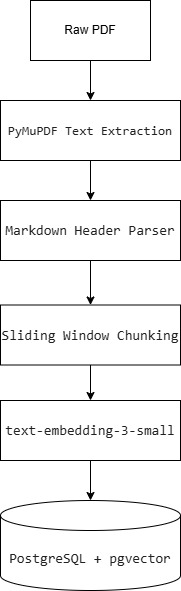 Raw PDF
PyMuPDF Text Extraction
Markdown Header Parser
Sliding Window Chunking
text-embedding-3-small
PostgreSQL + pgvector